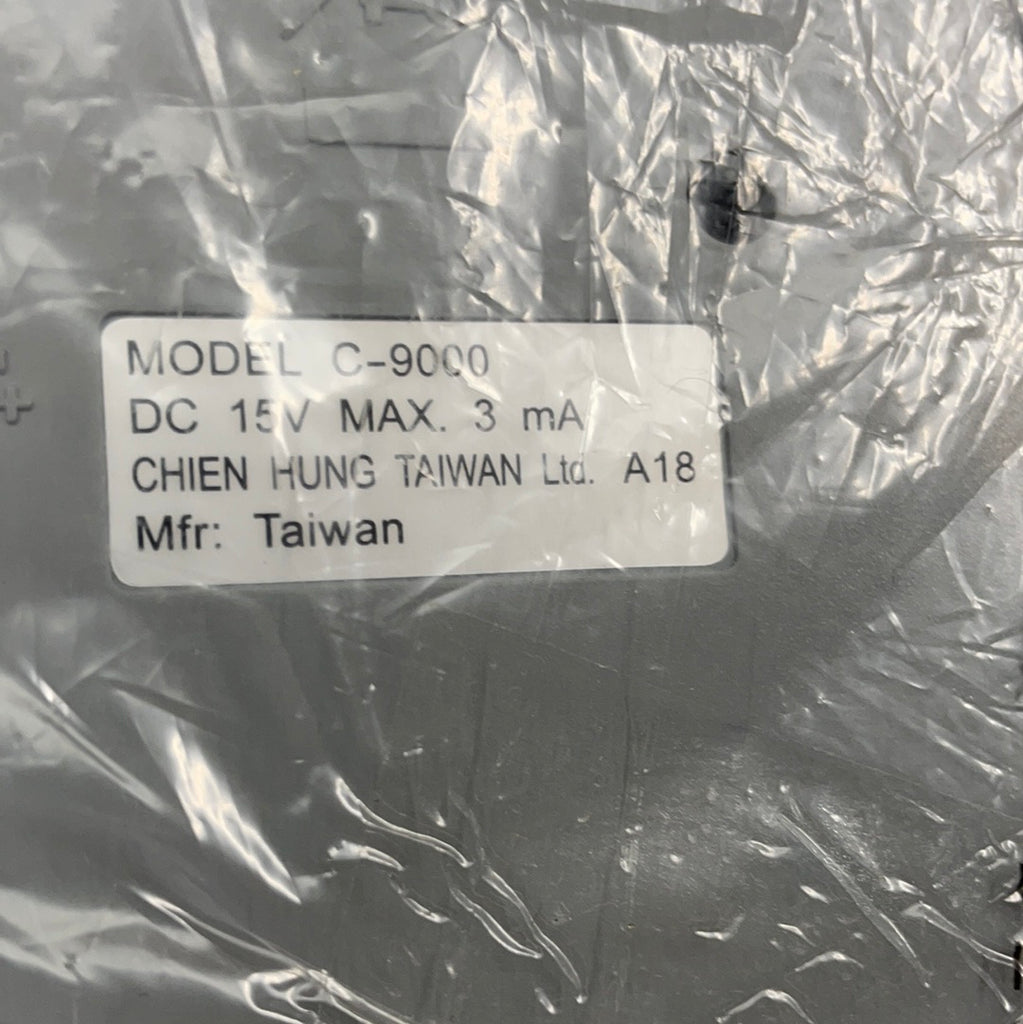 MODEL C-9000
DC 15V MAX. 3 mA
CHIEN HUNG TAIWAN Ltd. A18
Mfr: Taiwan